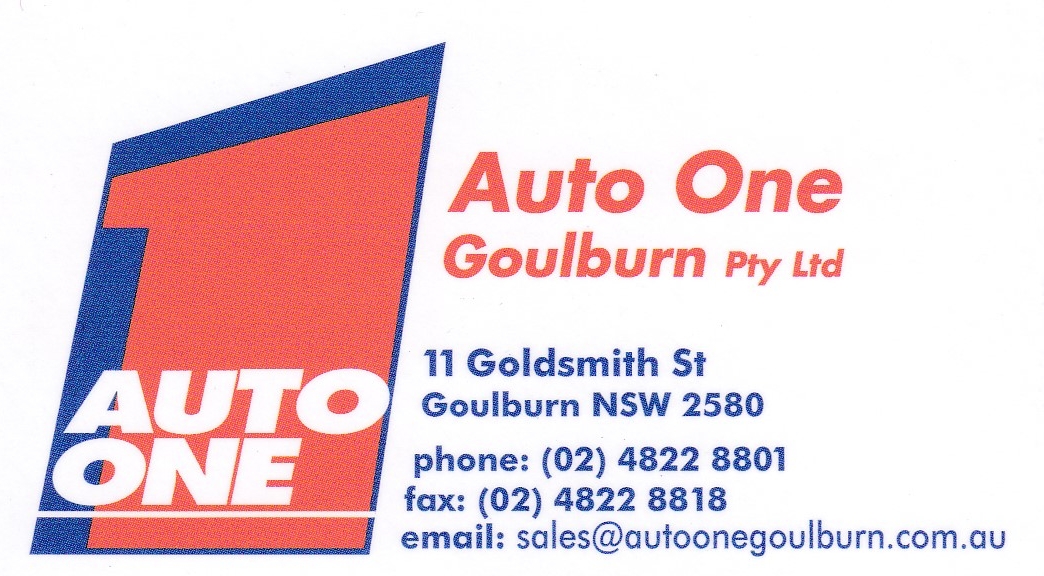 AUTO
ONE
Auto One
Goulburn Pty Ltd
11 Goldsmith St
Goulburn NSW 2580
phone: (02) 4822 8801
fax: (02) 4822 8818
email: sales@autoonegoulburn.com.au